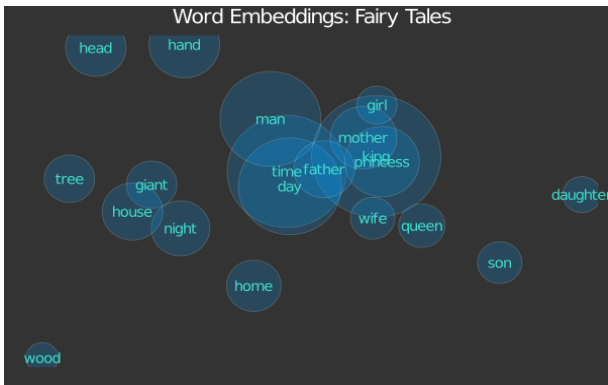 Word Embeddings: Fairy Tales
head
hand
man
girl
mother
king
princess
time
father
day
tree
giant
house
night
wife
queen
daughter
son
home
wood